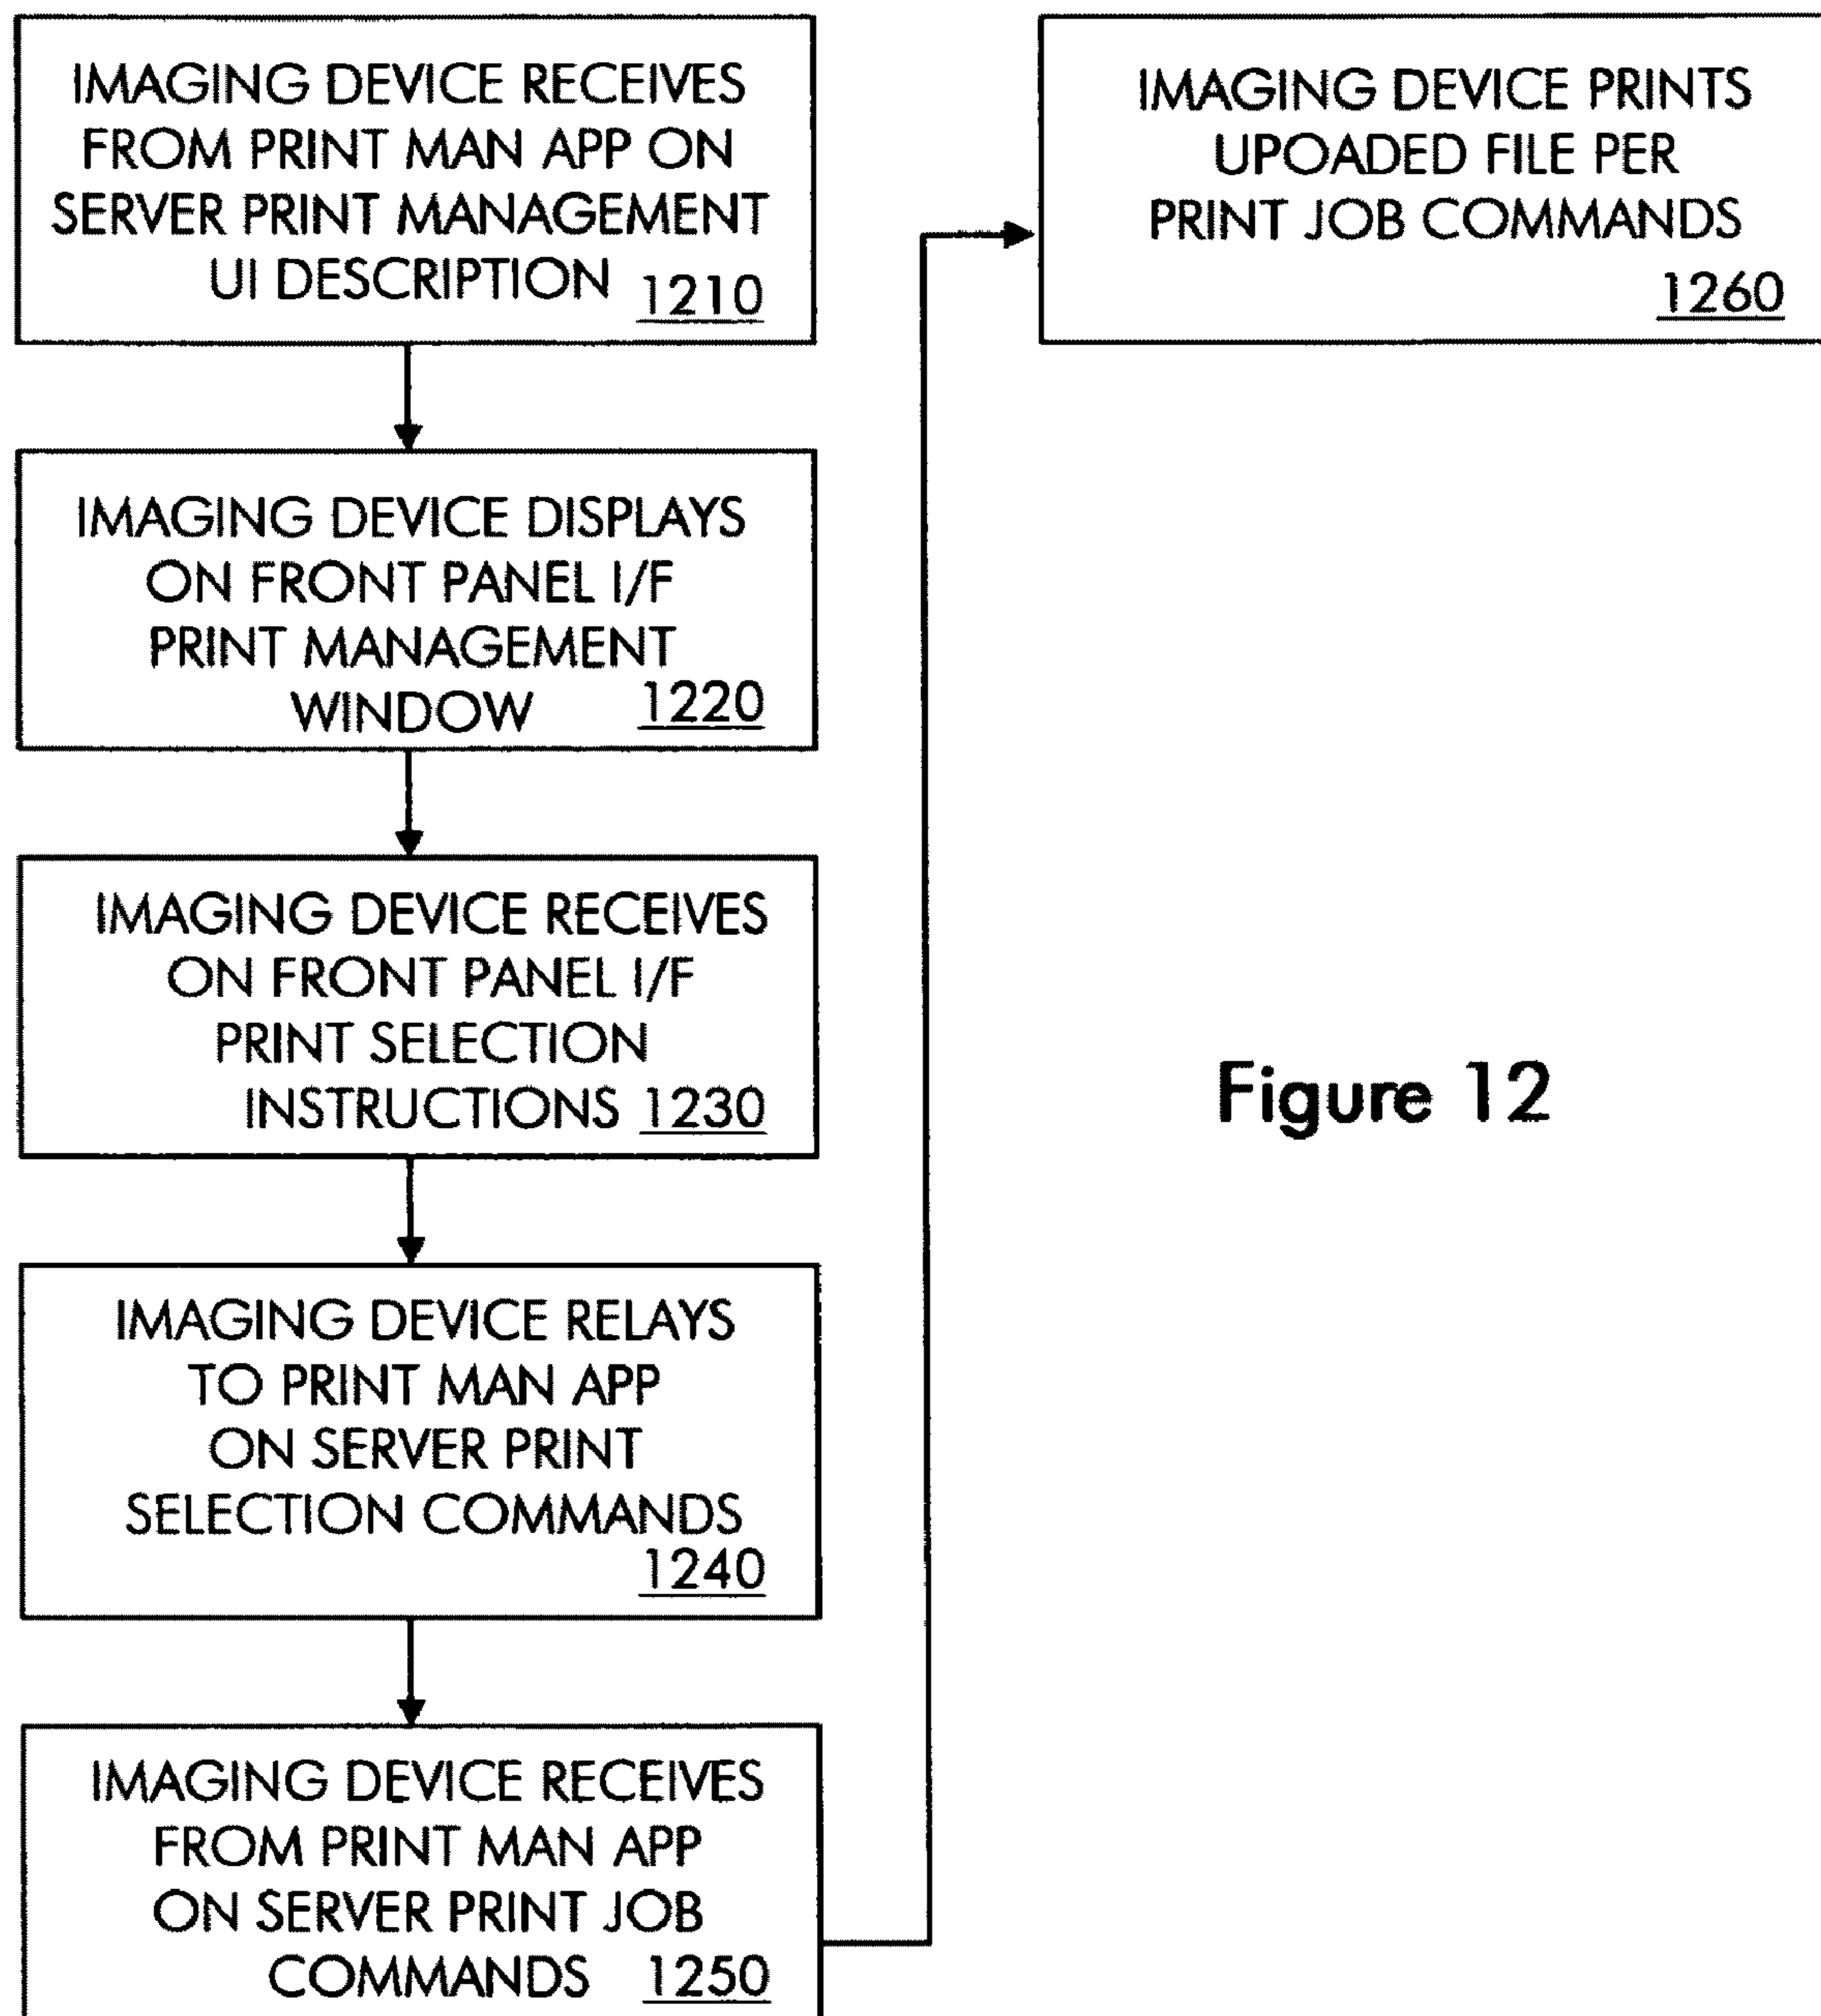 IMAGING DEVICE RECEIVES
FROM PRINT MAN APP ON
SERVER PRINT MANAGEMENT
UI DESCRIPTION 1210
IMAGING DEVICE DISPLAYS
ON FRONT PANEL I/F
PRINT MANAGEMENT
WINDOW 1220
IMAGING DEVICE RECEIVES
ON FRONT PANEL I/F
PRINT SELECTION
INSTRUCTIONS 1230
IMAGING DEVICE RELAYS
TO PRINT MAN APP
ON SERVER PRINT
SELECTION COMMANDS
1240
IMAGING DEVICE RECEIVES
FROM PRINT MAN APP
ON SERVER PRINT JOB
COMMANDS 1250
IMAGING DEVICE PRINTS
UPOADED FILE PER
PRINT JOB COMMANDS
1260
Figure 12